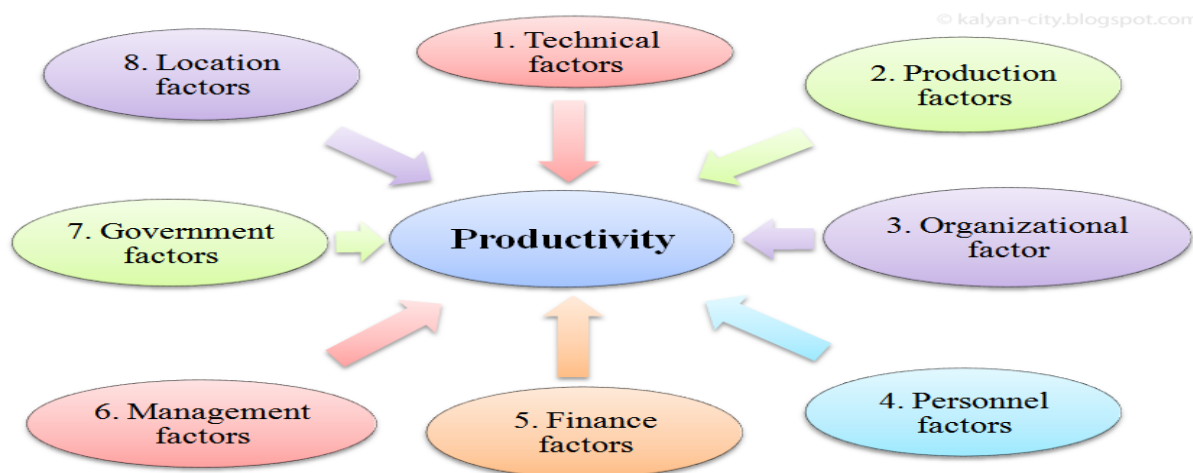 © kalyan-city.blogspot.com
1. Technical
factors
2. Production
factors
3. Organizational
factor
4. Personnel
factors
5. Finance
factors
6. Management
factors
7. Government
factors
8. Location
factors
Productivity